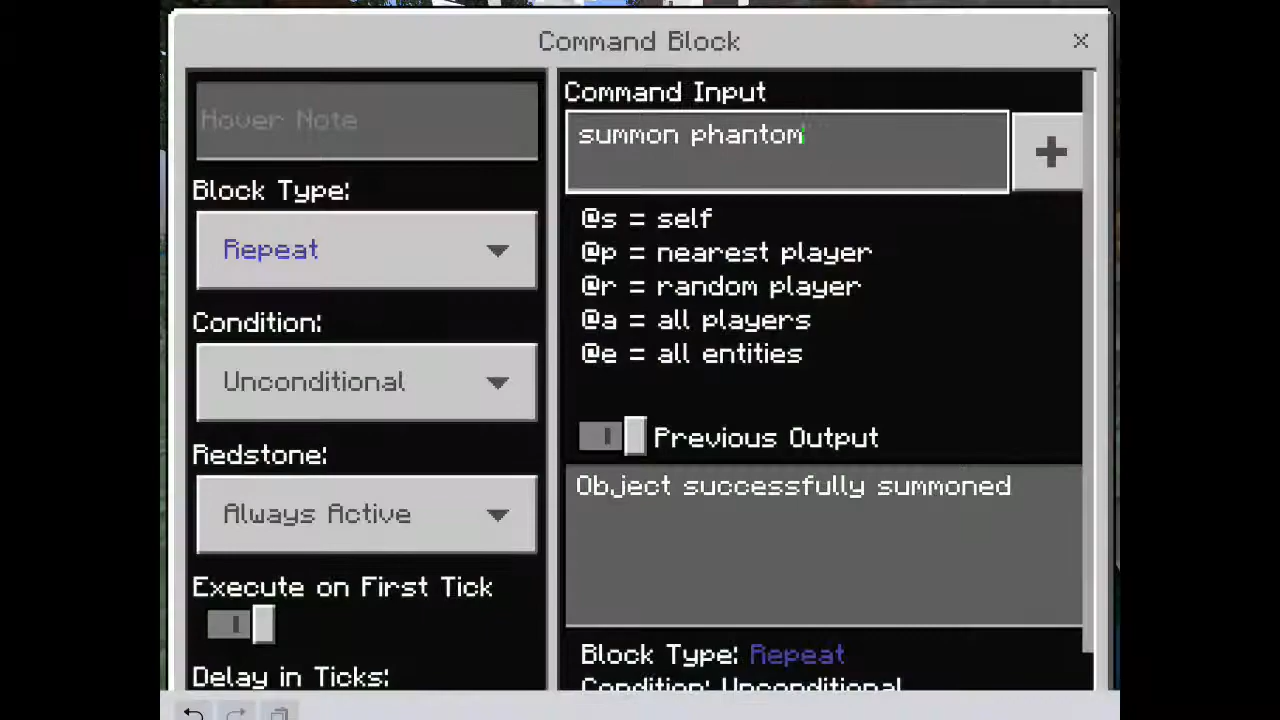 Command Block
Hover Note
Block Type:
Repeat
Condition:
Unconditional
Redstone:
Always Active
Execute on First Tick
Delay in Ticks:
Command Input
summon phantom
@s = self
@p = nearest player
@r = random player
@a = all players
@e = all entities
Previous Output
Object successfully summoned
Block Type: Repeat
Condition: Unconditional